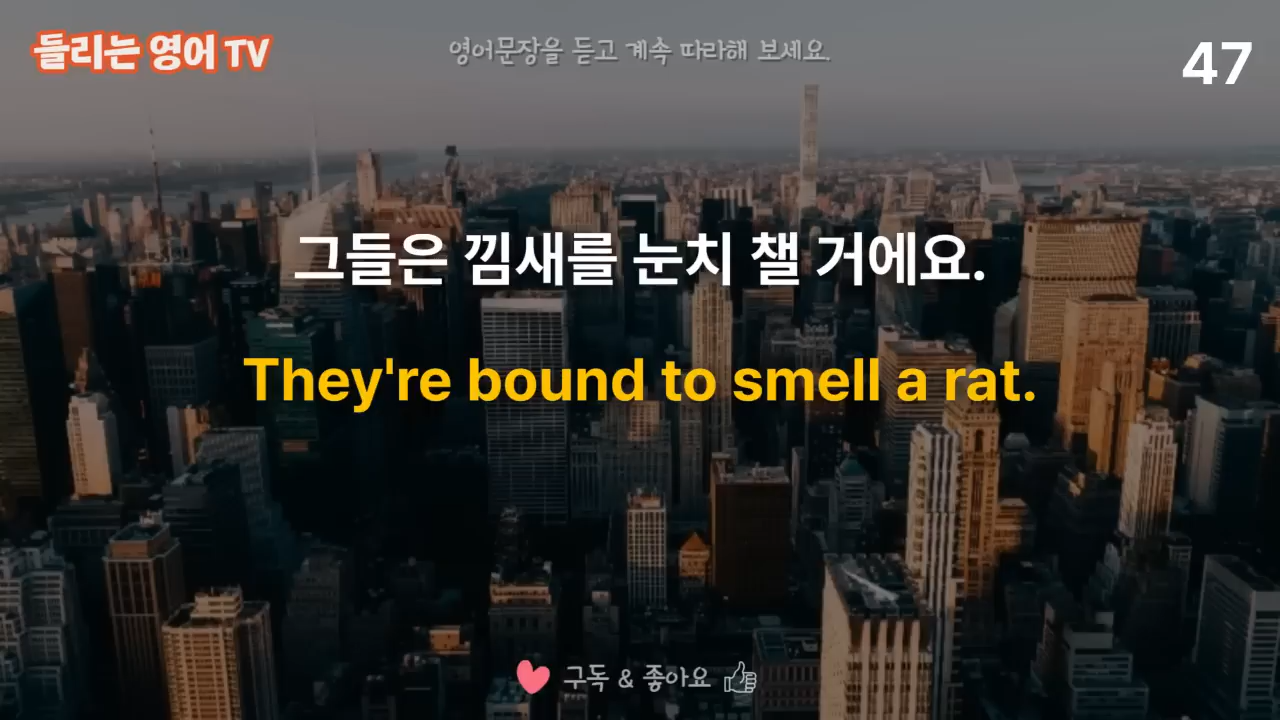 들리는 영어 TV
영어문장을 듣고 계속 따라해 보세요.
47
그들은 낌새를 눈치 챌 거에요.
They're bound to smell a rat.
구독 & 좋아요